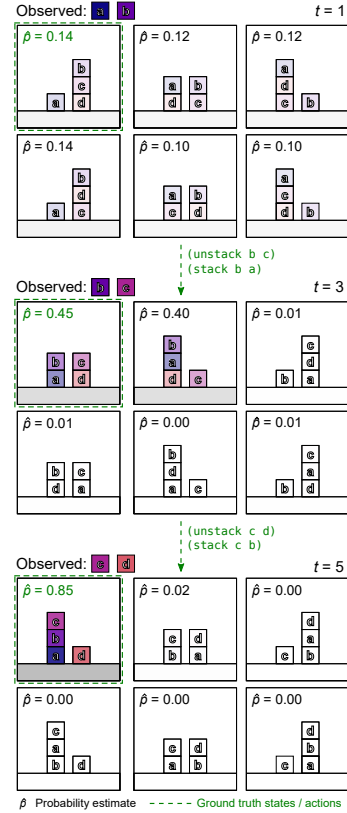 Observed: a b t = 1
p̂ = 0.14 p̂ = 0.12 p̂ = 0.12
b a
c a b d
a d d c c b
p̂ = 0.14 p̂ = 0.10 p̂ = 0.10
b a
d a b c
a c c d d b
(unstack b c)
(stack b a)
Observed: b c t = 3
p̂ = 0.45 p̂ = 0.40 p̂ = 0.01
b c
b c a d
a d d c b a
p̂ = 0.01 p̂ = 0.00 p̂ = 0.01
b c
b c d a
d a a c b d
(unstack c d)
(stack c b)
Observed: c d t = 5
p̂ = 0.85 p̂ = 0.02 p̂ = 0.00
c d
b c d a
a d b a c b
p̂ = 0.00 p̂ = 0.00 p̂ = 0.00
c d
a c d b
b d a b c a
p̂ Probability estimate Ground truth states / actions